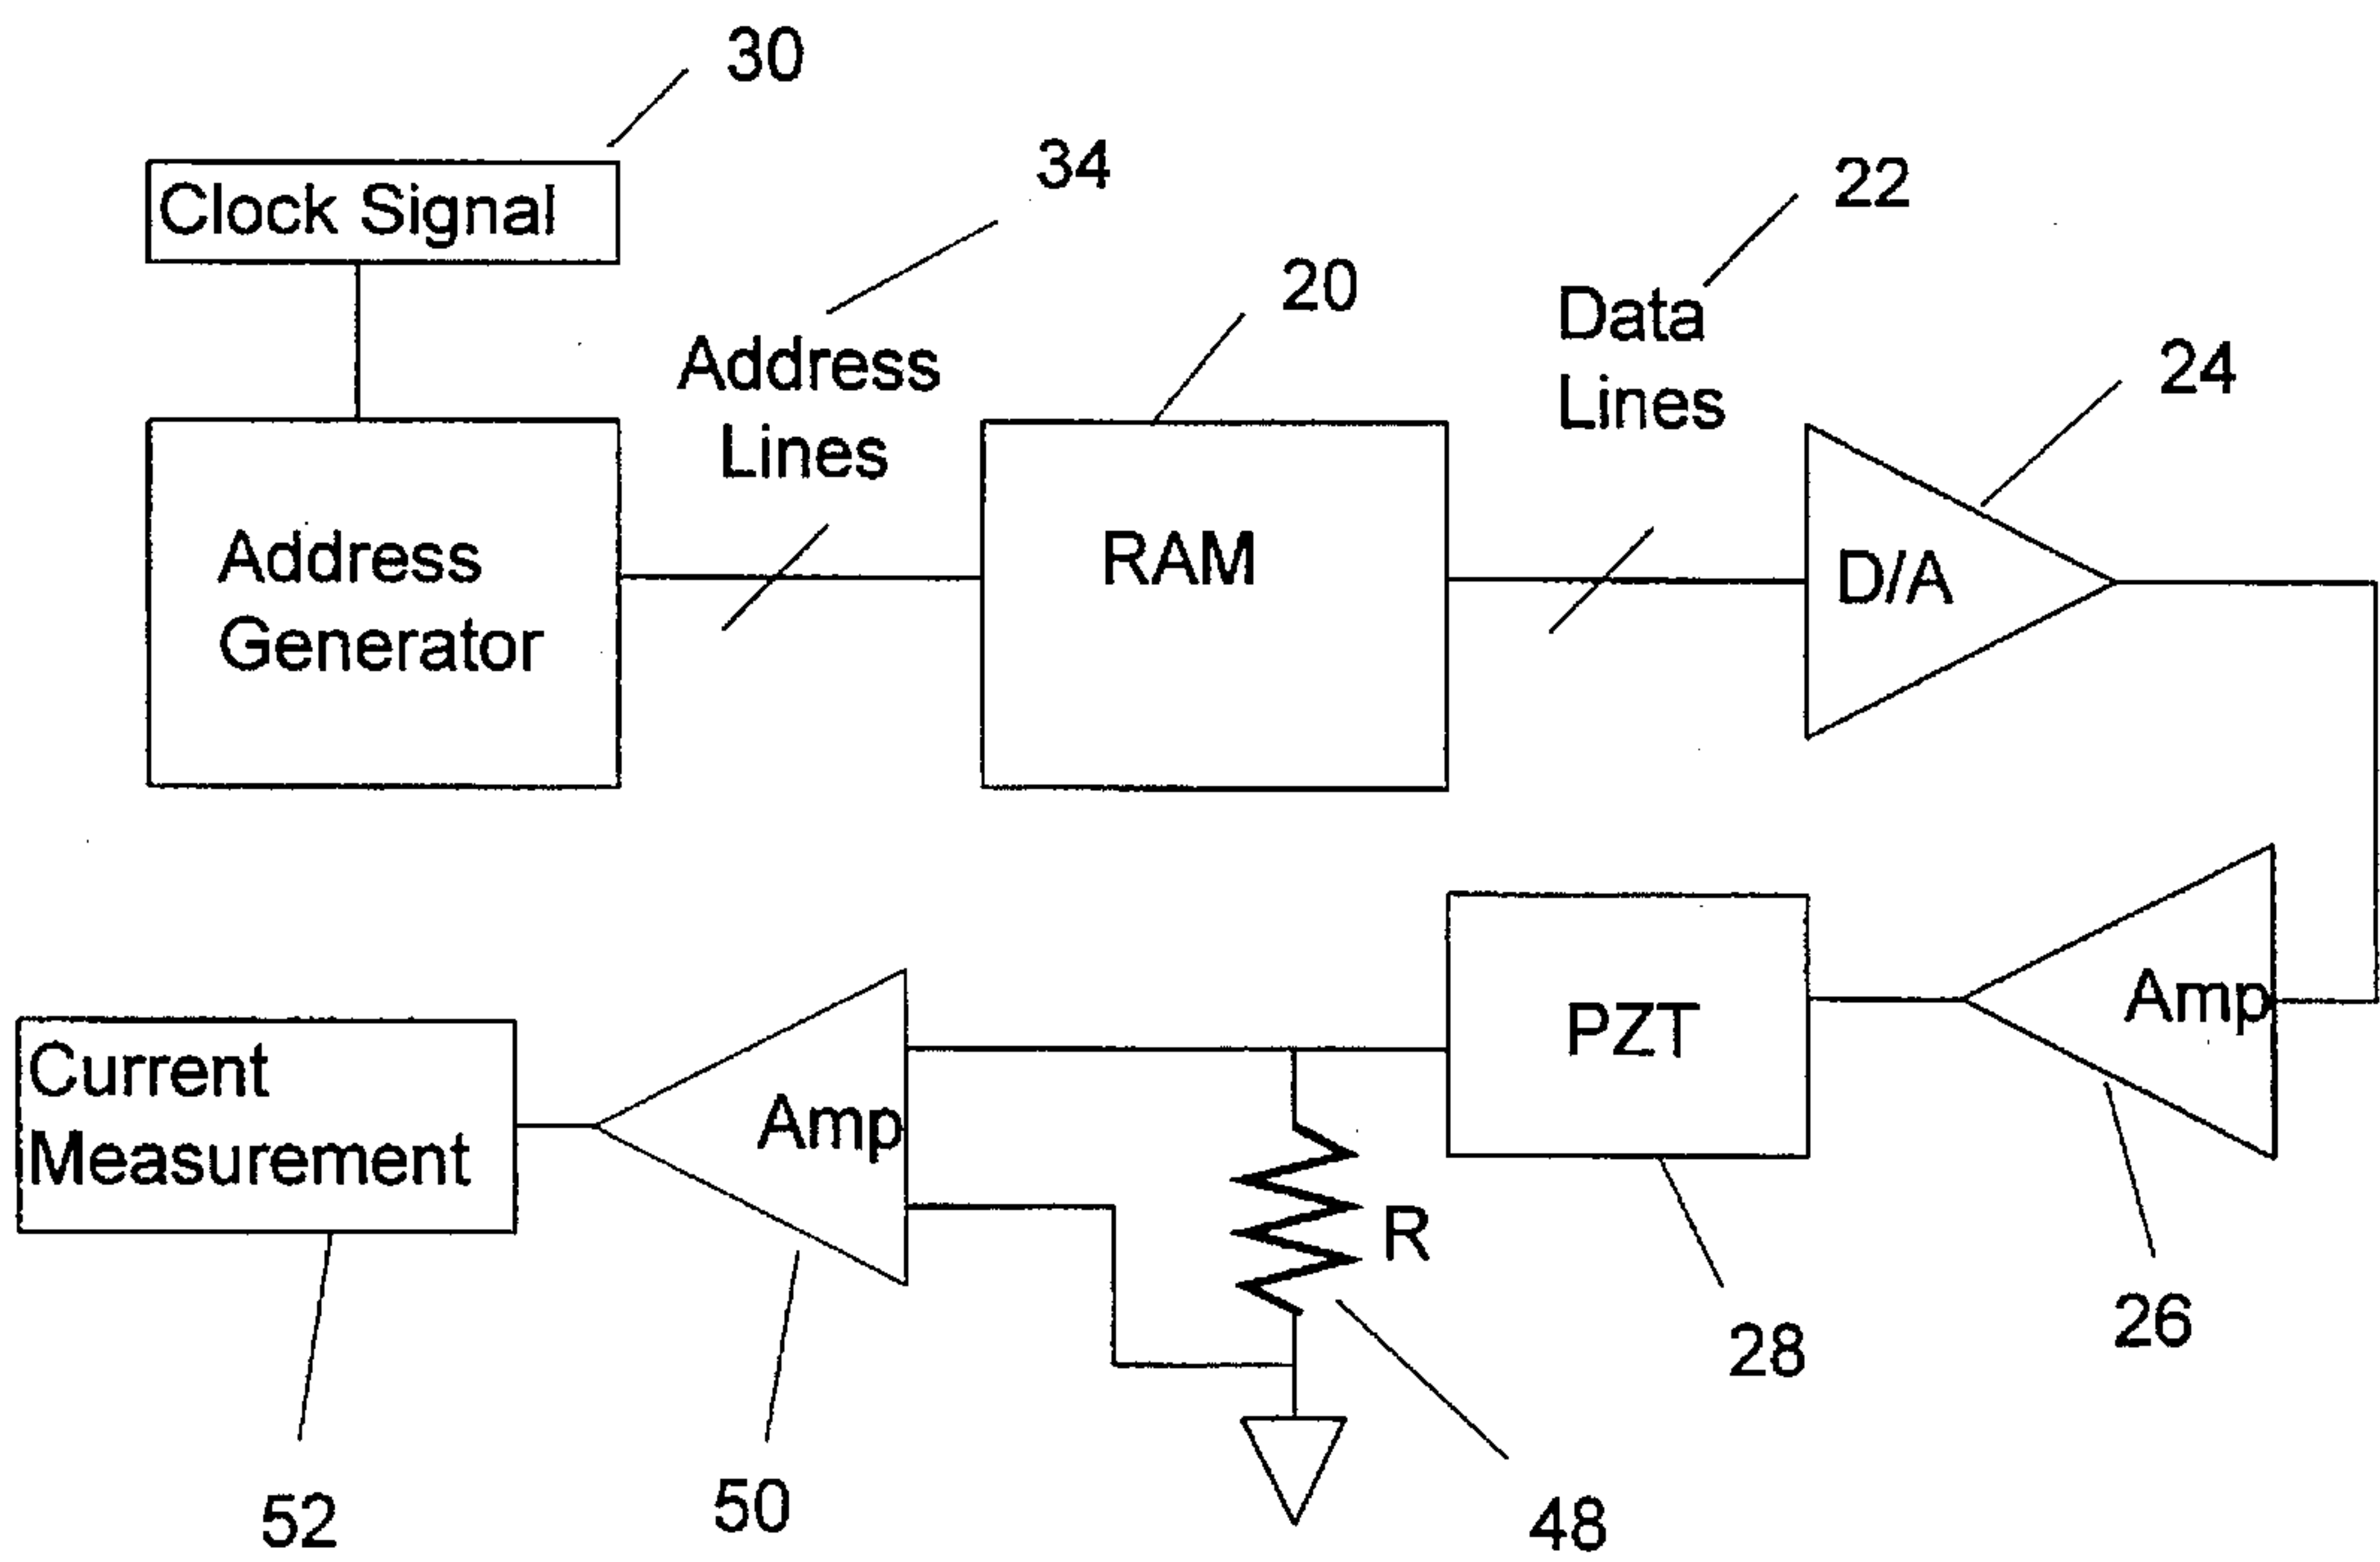 30
Clock Signal
34
22
20
Data
Lines
24
Address
Lines
Address
Generator
RAM
D/A
Current
Measurement
Amp
R
PZT
Amp
28
26
52
50
48